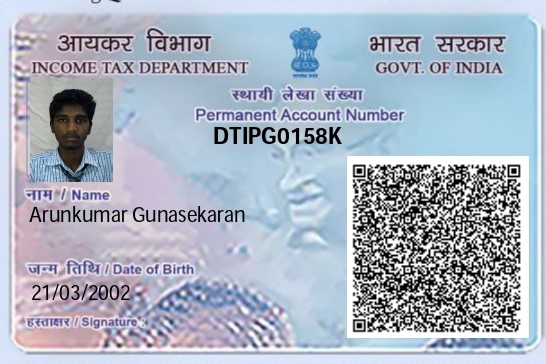 आयकर विभाग
INCOME TAX DEPARTMENT
भारत सरकार
GOVT. OF INDIA
स्थायी लेखा संख्या
Permanent Account Number
DTIPG0158K
नाम / Name
Arunkumar Gunasekaran
जन्म तिथि / Date of Birth
21/03/2002
हस्ताक्षर / Signature :